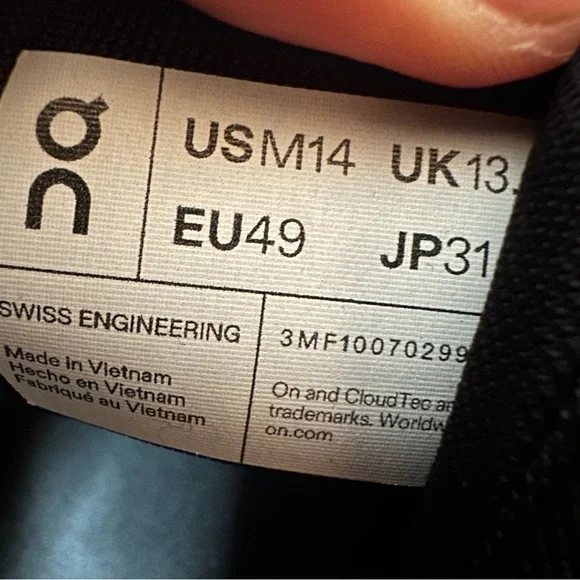 On
USM14 UK13.
EU49 JP31
SWISS ENGINEERING
Made in Vietnam
Hecho en Vietnam
Fabriqué au Vietnam
3MF10070299
On and CloudTec
trademarks.
on.com